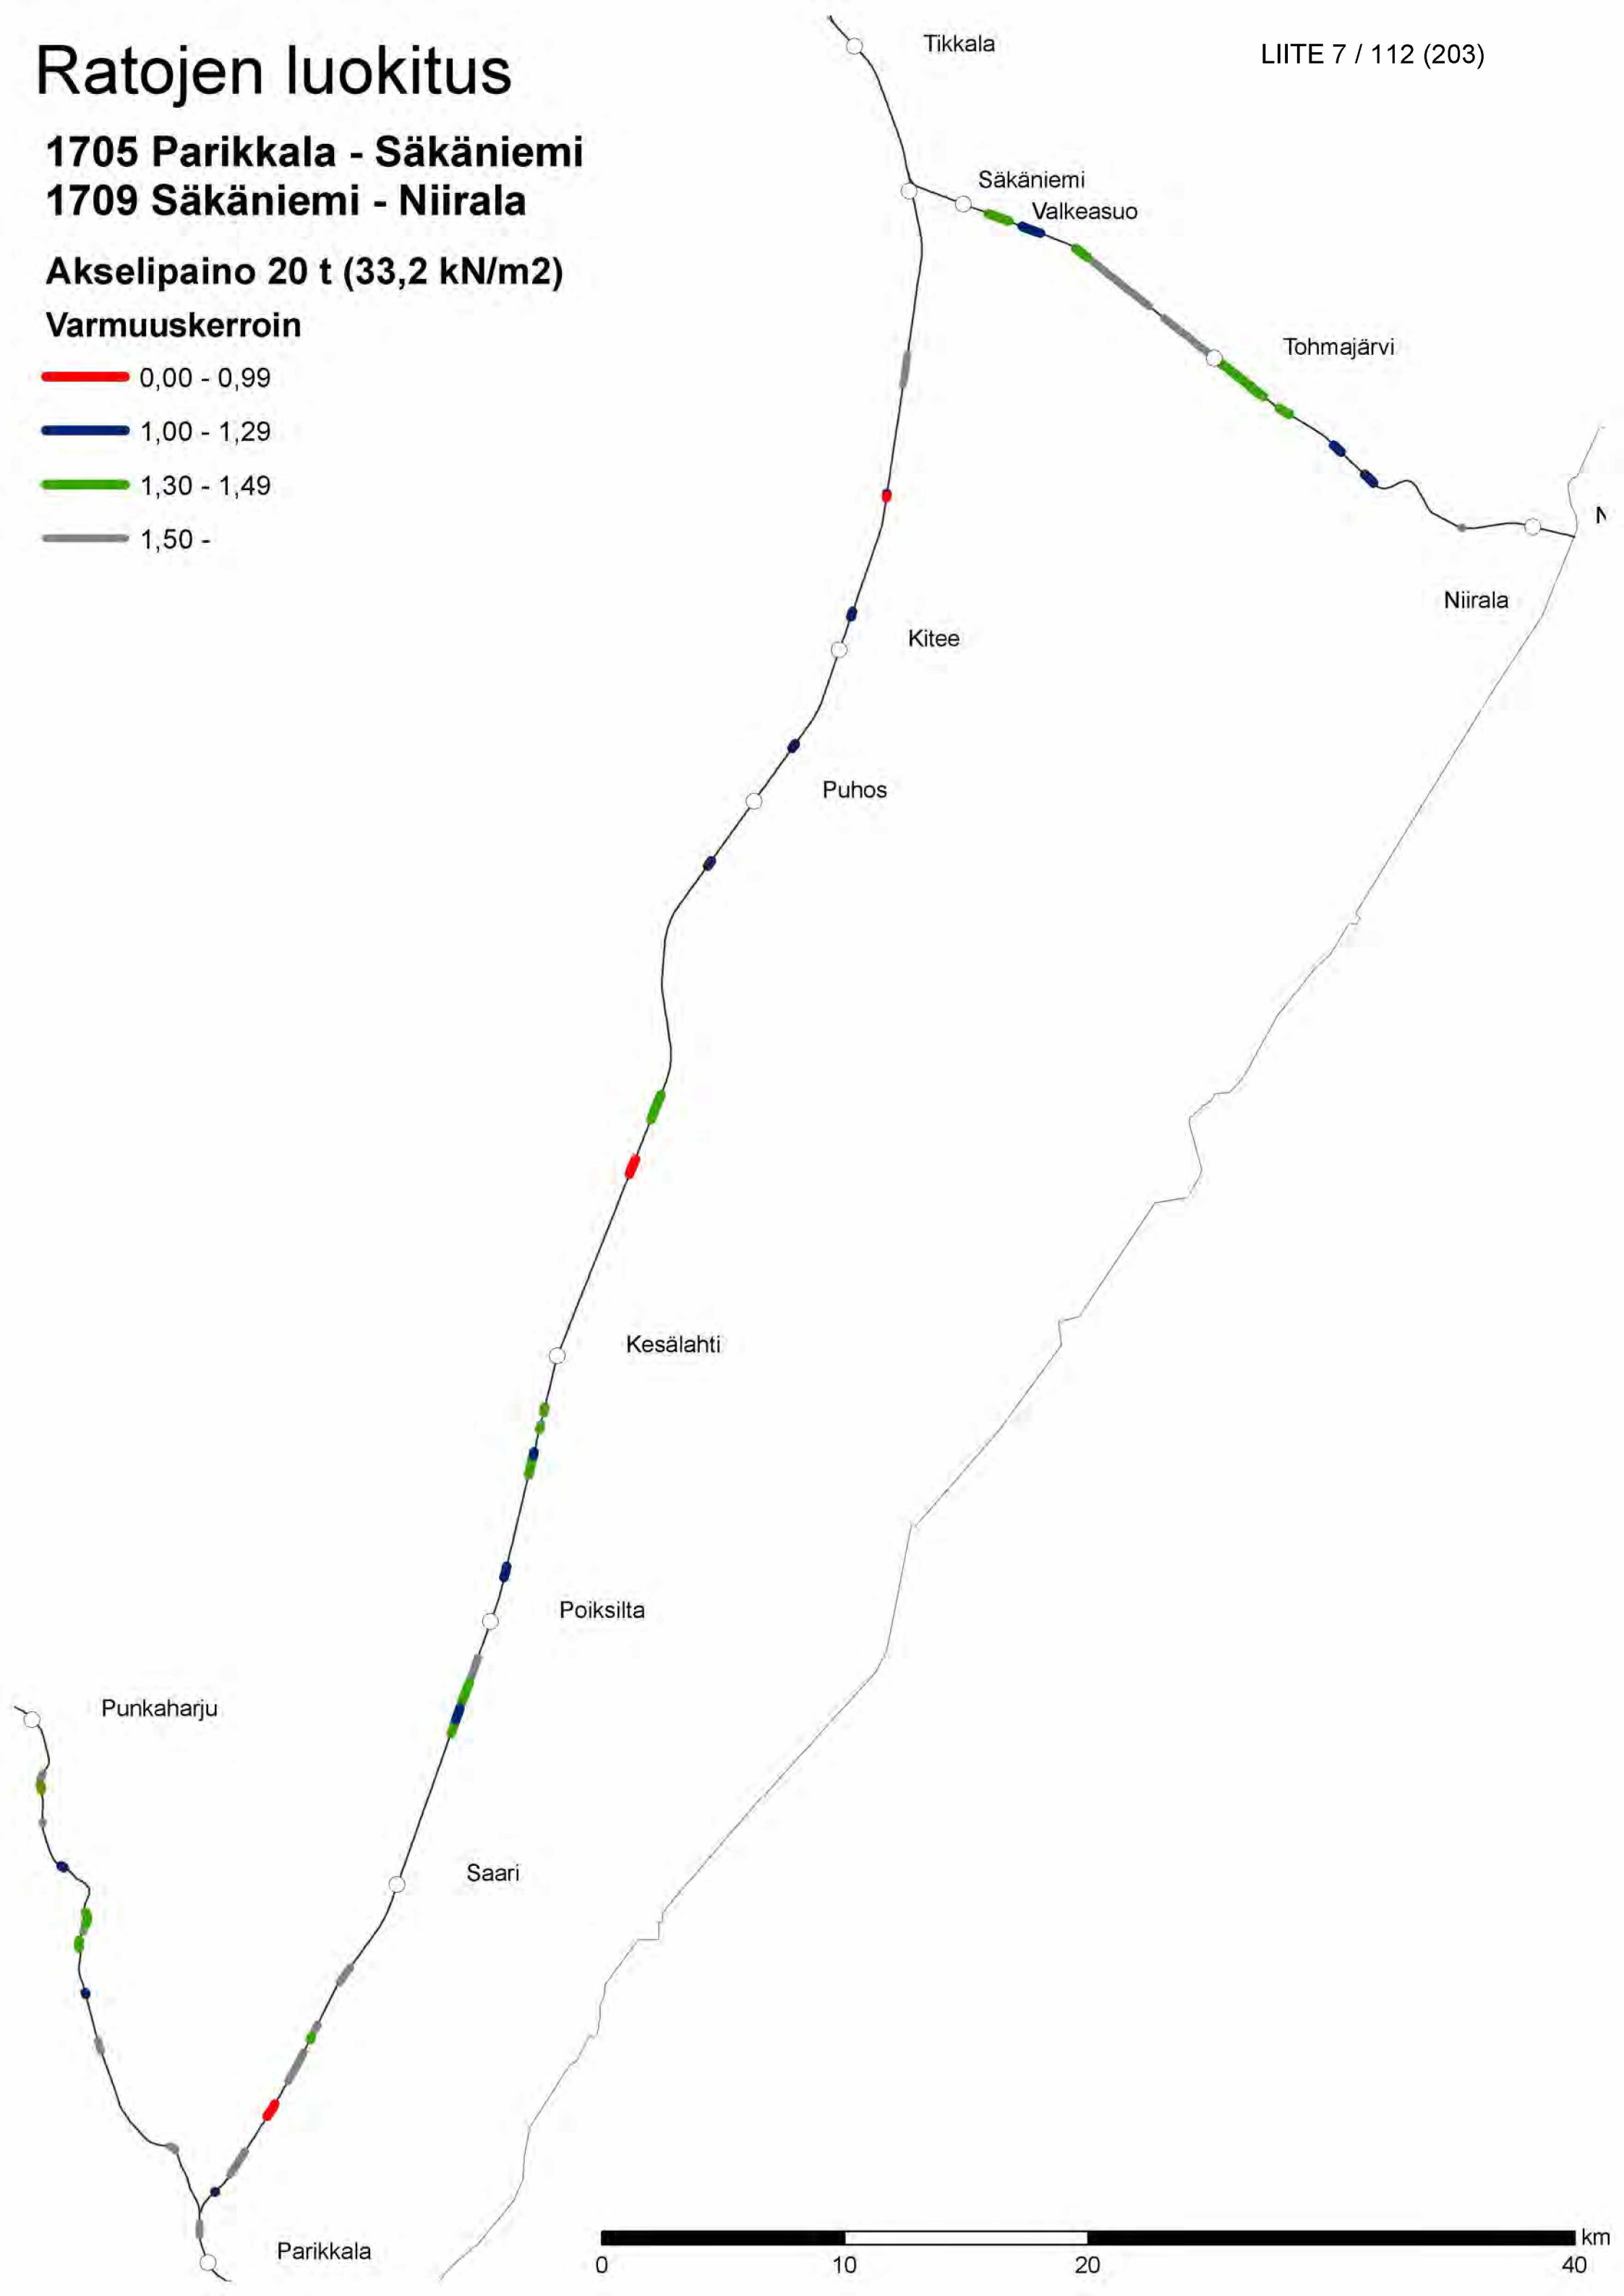 Ratojen luokitus
LIITE 7 / 112 (203)
1705 Parikkala - Säkäniemi
1709 Säkäniemi - Niirala
Akselipaino 20 t (33,2 kN/m2)
Varmuuskerroin
0,00 - 0,99
1,00 - 1,29
1,30 - 1,49
1,50 -
Tikkala
Säkäniemi
Valkeasuo
Tohmajärvi
N
Niirala
Kitee
Puhos
Kesälahti
Poiksilta
Punkaharju
Saari
Parikkala
km
0 10 20 40